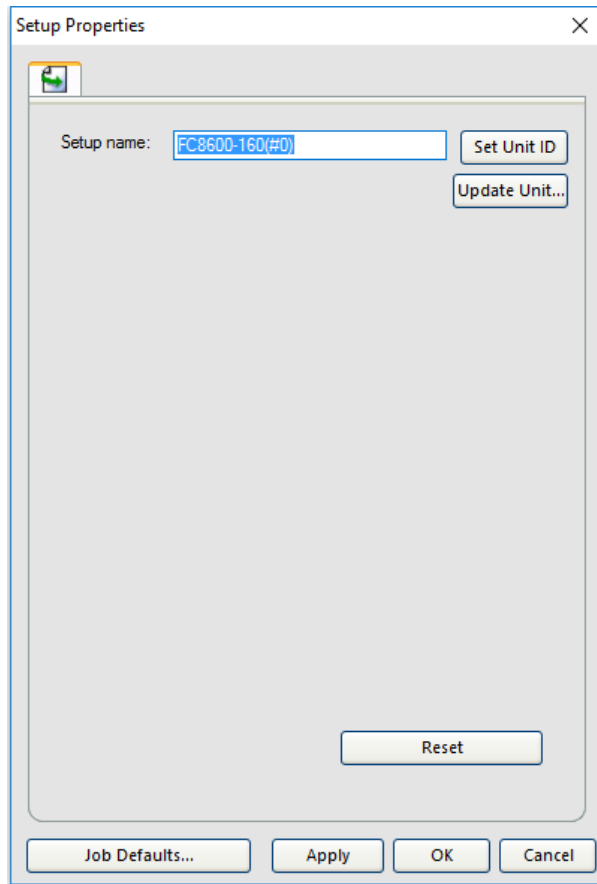 Setup Properties
Setup name: FC8600-160(#0) Set Unit ID
Update Unit...
Reset
Job Defaults... Apply OK Cancel